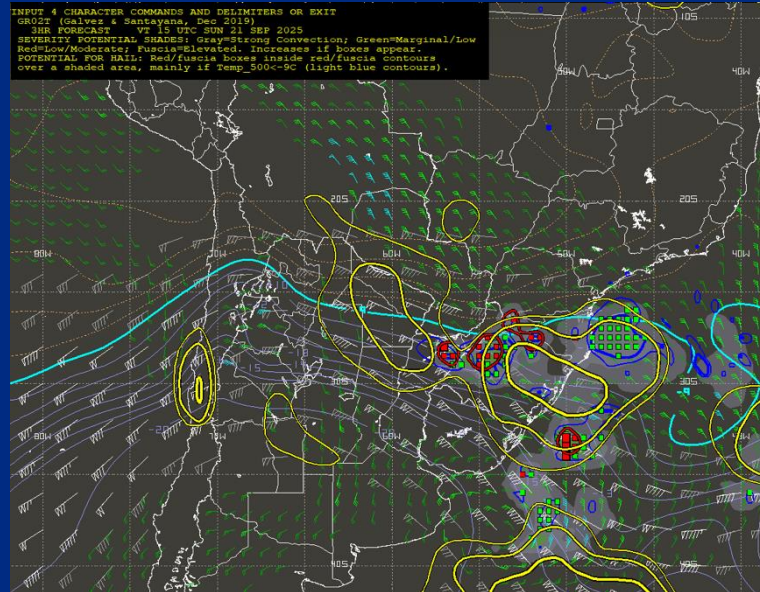 INPUT 4 CHARACTER COMMANDS AND DELIMITERS OR EXIT
GR02T (Galvez & Santayana, Dec 2019)
3HR FORECAST VT 15 UTC SUN 21 SEP 2025
SEVERITY POTENTIAL SHADES: Gray=Strong Convection; Green=Marginal/Low
Red=Low/Moderate; Fuscia=Elevated. Increases if boxes appear.
POTENTIAL FOR HAIL: Red/fuscia boxes inside red/fuscia contours
over a shaded area, mainly if Temp_500<-9C (light blue contours).
10S
40W
20S 20S
80W 70W 60W 50W 40W
-15
30S 30S
-20
80W 60W 50W
40S 40S